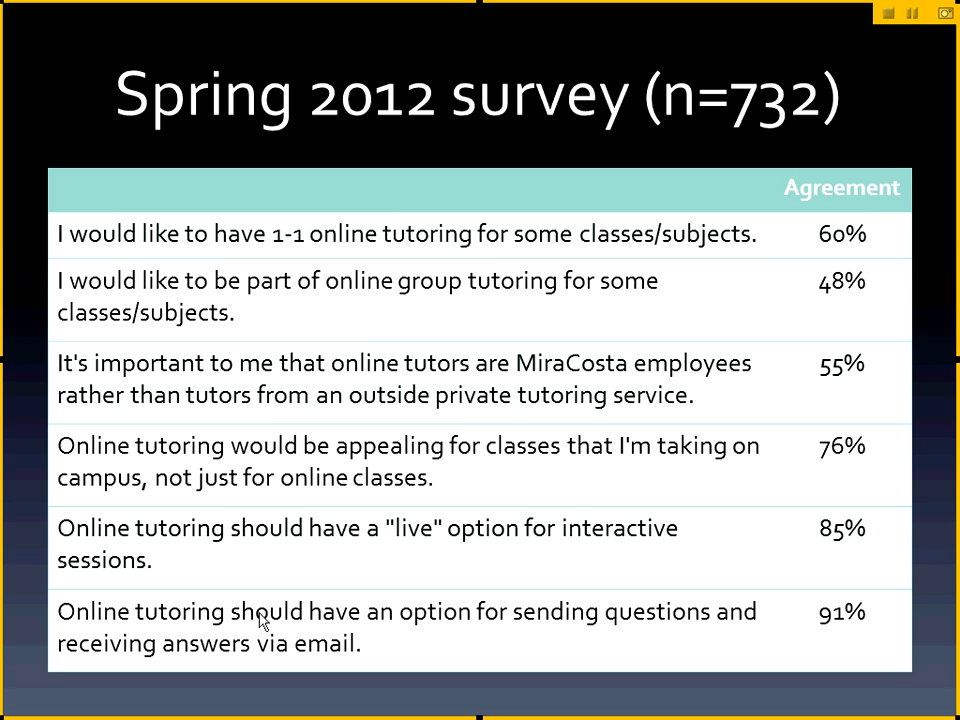 Spring 2012 survey (n=732)
Agreement
I would like to have 1-1 online tutoring for some classes/subjects. 60%
I would like to be part of online group tutoring for some 48%
classes/subjects.
It's important to me that online tutors are MiraCosta employees 55%
rather than tutors from an outside private tutoring service.
Online tutoring would be appealing for classes that I'm taking on 76%
campus, not just for online classes.
Online tutoring should have a "live" option for interactive 85%
sessions.
Online tutoring should have an option for sending questions and 91%
receiving answers via email.